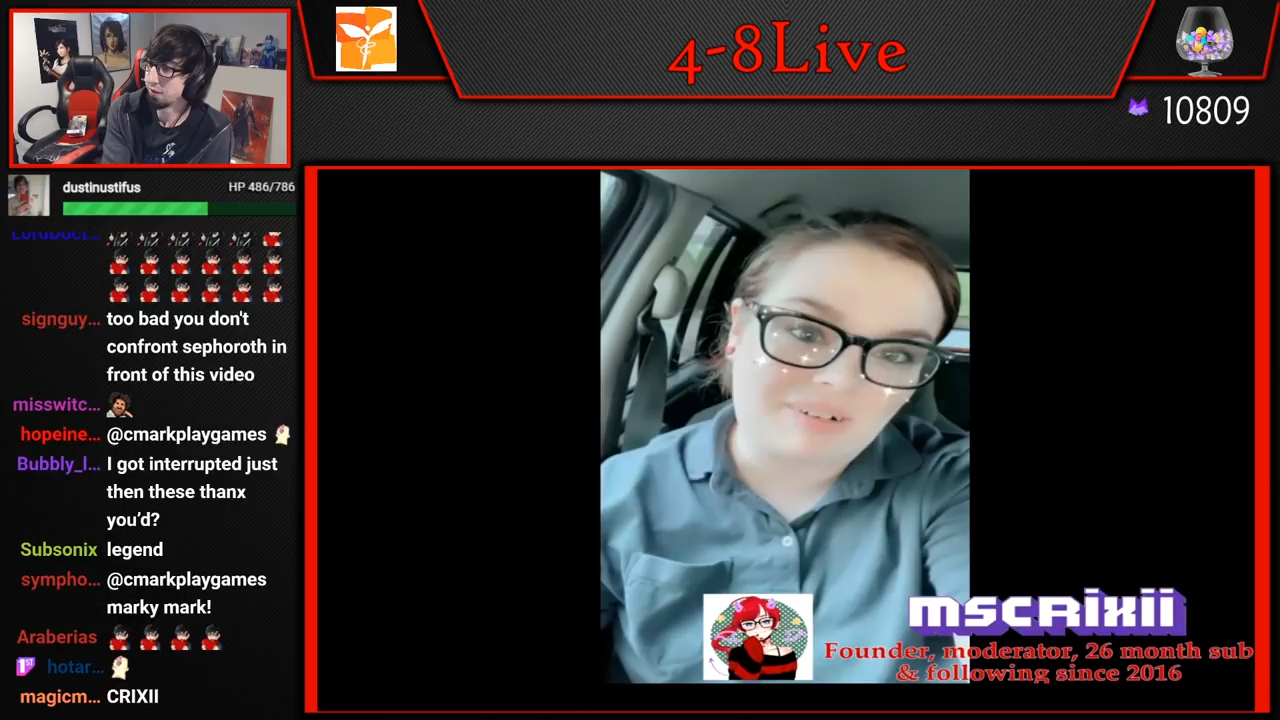 4-8Live
10809
dustinustifus
HP 486/786
signguy... too bad you don't
confront sephoroth in
front of this video
misswitc...
hopeine... @cmarkplaygames
Bubbly_l... I got interrupted just
then these thanx
you'd?
Subsonix legend
sympho... @cmarkplaygames
marky mark!
Araberias
1ST hotar...
magicm... CRIXII
mscrixii
Founder, moderator, 26 month sub
& following since 2016